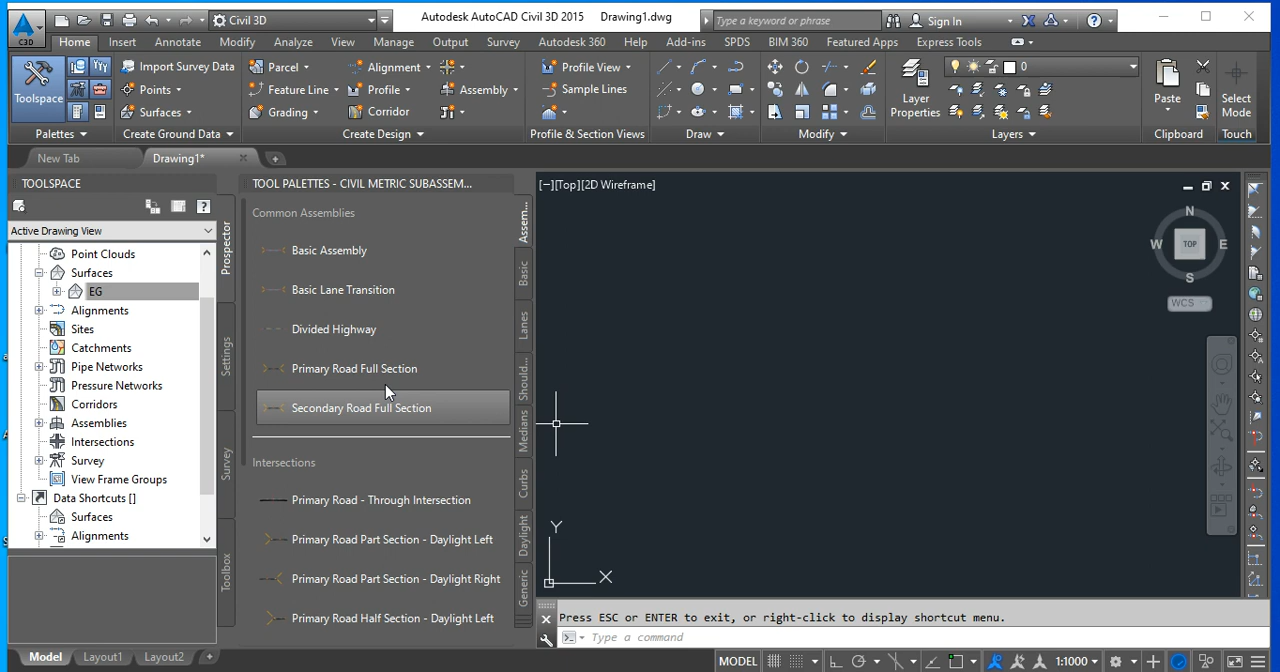 Civil 3D
Autodesk AutoCAD Civil 3D 2015 Drawing1.dwg
Type a keyword or phrase
Sign In
C3D
Home Insert Annotate Modify Analyze View Manage Output Survey Autodesk 360 Help Add-ins SPDS BIM 360 Featured Apps Express Tools
Toolspace
Import Survey Data
Points
Surfaces
Parcel
Feature Line
Grading
Alignment
Profile
Corridor
Assembly
Profile View
Sample Lines
Layer
Properties
0
Paste
Select
Mode
Palettes
Create Ground Data
Create Design
Profile & Section Views
Draw
Modify
Layers
Clipboard
Touch
New Tab
Drawing1*
TOOLSPACE
Active Drawing View
Point Clouds
Surfaces
EG
Alignments
Sites
Catchments
Pipe Networks
Pressure Networks
Corridors
Assemblies
Intersections
Survey
View Frame Groups
Data Shortcuts []
Surfaces
Alignments
Prospector
Settings
Survey
Toolbox
TOOL PALETTES - CIVIL METRIC SUBASSEM...
Common Assemblies
Basic Assembly
Basic Lane Transition
Divided Highway
Primary Road Full Section
Secondary Road Full Section
Intersections
Primary Road - Through Intersection
Primary Road Part Section - Daylight Left
Primary Road Part Section - Daylight Right
Primary Road Half Section - Daylight Left
Assem...
Basic
Lanes
Should...
Medians
Curbs
Daylight
Generic
[−][Top][2D Wireframe]
N
W TOP E
S
WCS
Y
X
Press ESC or ENTER to exit, or right-click to display shortcut menu.
Type a command
Model Layout1 Layout2
MODEL
1:1000